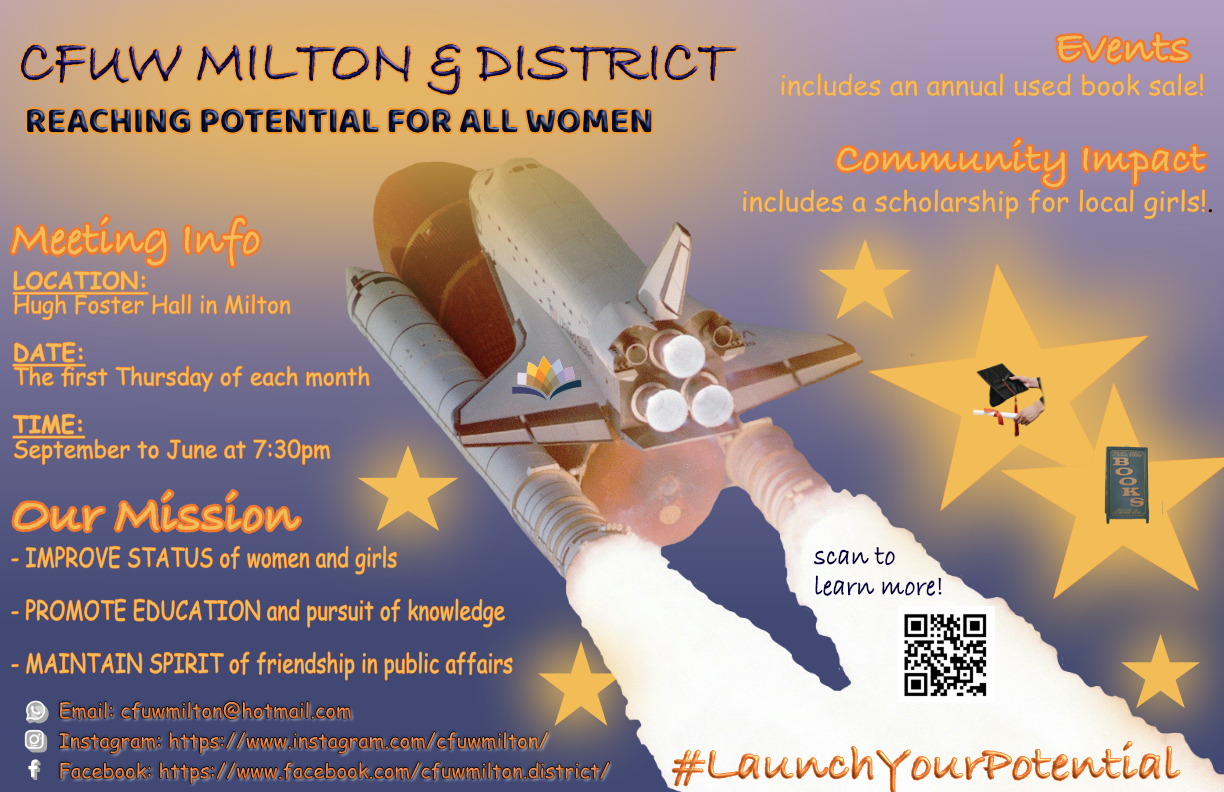 CFUW MILTON & DISTRICT
REACHING POTENTIAL FOR ALL WOMEN
Events
includes an annual used book sale!
Community Impact
includes a scholarship for local girls!.
Meeting Info
LOCATION:
Hugh Foster Hall in Milton
DATE:
The first Thursday of each month
TIME:
September to June at 7:30pm
Our Mission
- IMPROVE STATUS of women and girls
- PROMOTE EDUCATION and pursuit of knowledge
- MAINTAIN SPIRIT of friendship in public affairs
BOOKS
scan to
learn more!
Email: cfuwmilton@hotmail.com
Instagram: https://www.instagram.com/cfuwmilton/
Facebook: https://www.facebook.com/cfuwmilton.district/
#LaunchYourPotential